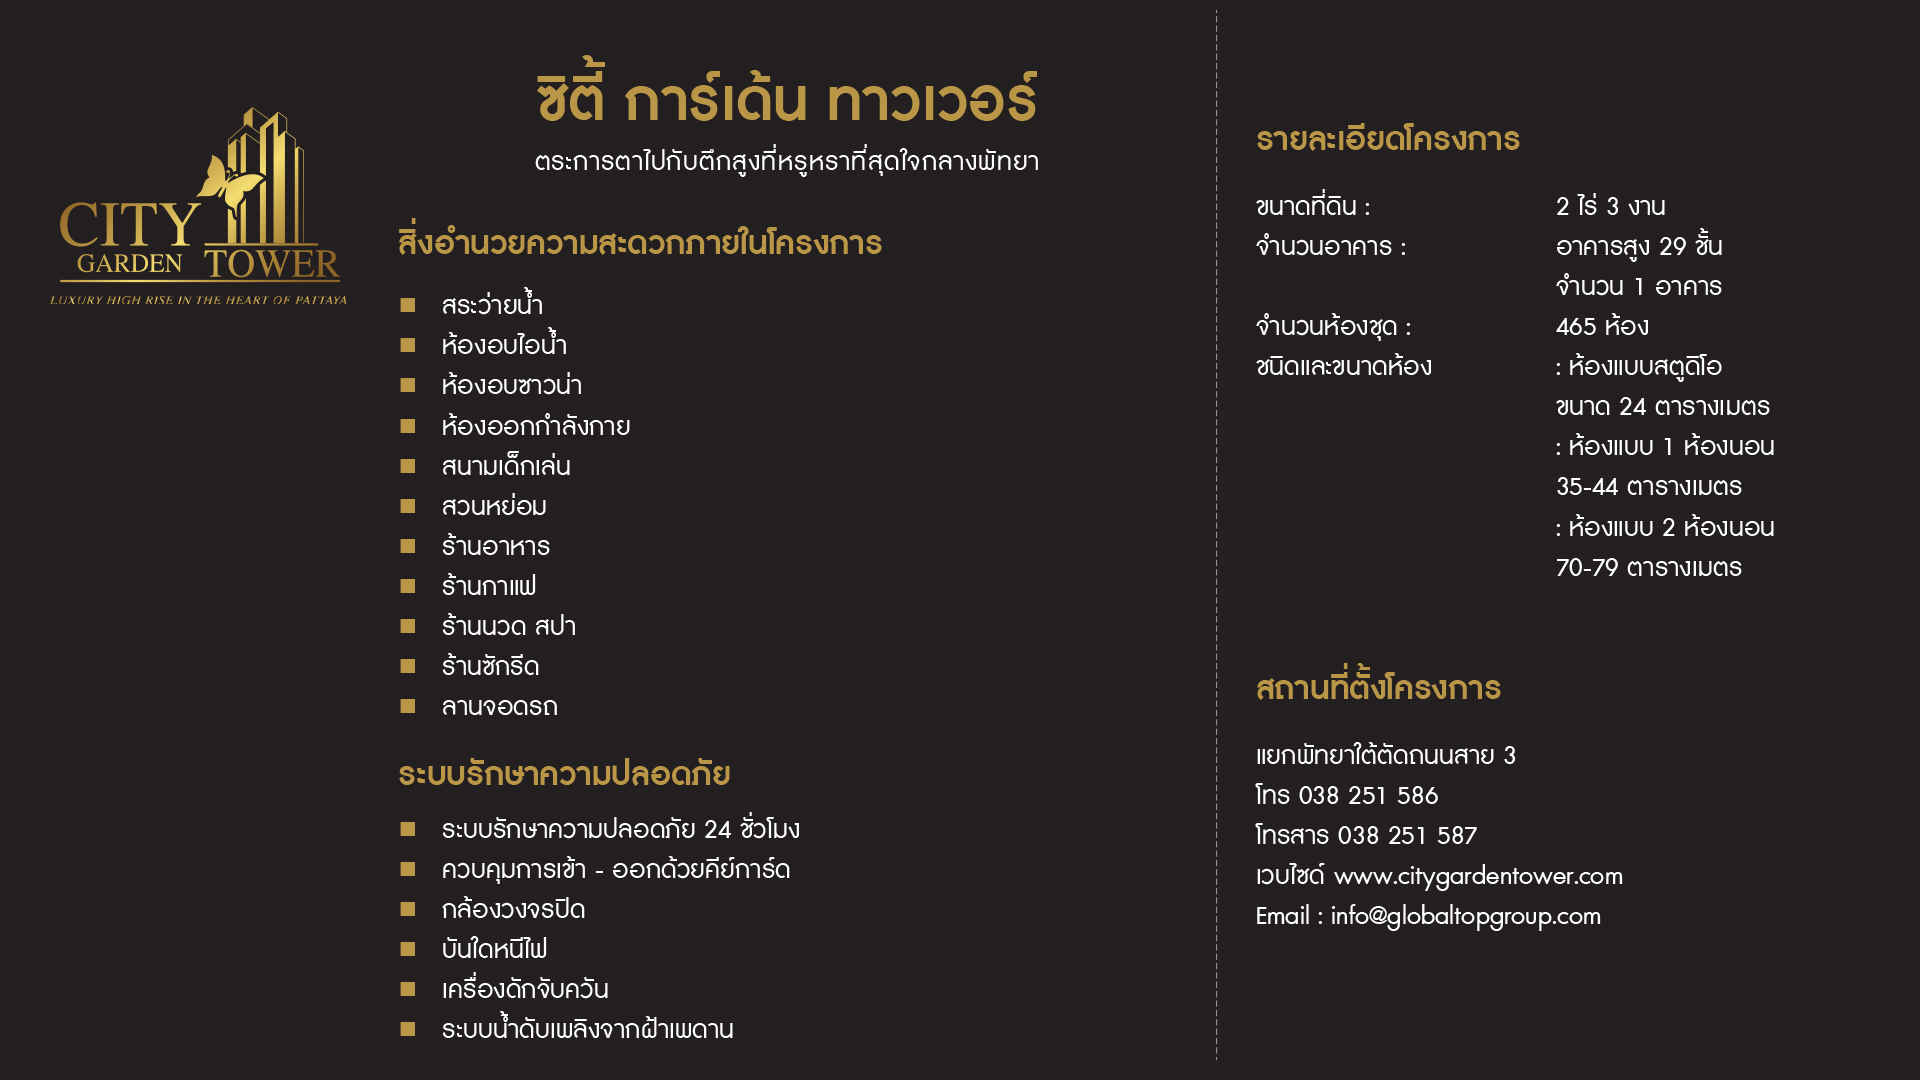 CITY
GARDEN TOWER
LUXURY HIGH RISE IN THE HEART OF PATTAYA
ซิตี้ การ์เด้น ทาวเวอร์
ตระการตาไปกับตึกสูงที่หรูหราที่สุดใจกลางพัทยา
สิ่งอำนวยความสะดวกภายในโครงการ
■ สระว่ายน้ำ
■ ห้องอบไอน้ำ
■ ห้องอบซาวน่า
■ ห้องออกกำลังกาย
■ สนามเด็กเล่น
■ สวนหย่อม
■ ร้านอาหาร
■ ร้านกาแฟ
■ ร้านนวด สปา
■ ร้านซักรีด
■ ลานจอดรถ
ระบบรักษาความปลอดภัย
■ ระบบรักษาความปลอดภัย 24 ชั่วโมง
■ ควบคุมการเข้า - ออกด้วยคีย์การ์ด
■ กล้องวงจรปิด
■ บันใดหนีไฟ
■ เครื่องดักจับควัน
■ ระบบน้ำดับเพลิงจากฝ้าเพดาน
รายละเอียดโครงการ
ขนาดที่ดิน : 2 ไร่ 3 งาน
จำนวนอาคาร : อาคารสูง 29 ชั้น
จำนวน 1 อาคาร
จำนวนห้องชุด : 465 ห้อง
ชนิดและขนาดห้อง : ห้องแบบสตูดิโอ
ขนาด 24 ตารางเมตร
: ห้องแบบ 1 ห้องนอน
35-44 ตารางเมตร
: ห้องแบบ 2 ห้องนอน
70-79 ตารางเมตร
สถานที่ตั้งโครงการ
แยกพัทยาใต้ตัดถนนสาย 3
โทร 038 251 586
โทรสาร 038 251 587
เวบไซด์ www.citygardentower.com
Email : info@globaltopgroup.com